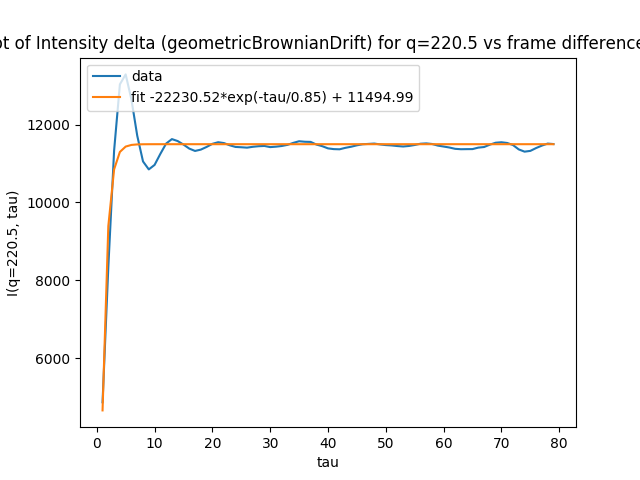 of Intensity delta (geometricBrownianDrift) for q=220.5 vs frame difference
data
fit -22230.52*exp(-tau/0.85) + 11494.99
12000
10000
8000
6000
I(q=220.5, tau)
0 10 20 30 40 50 60 70 80
tau